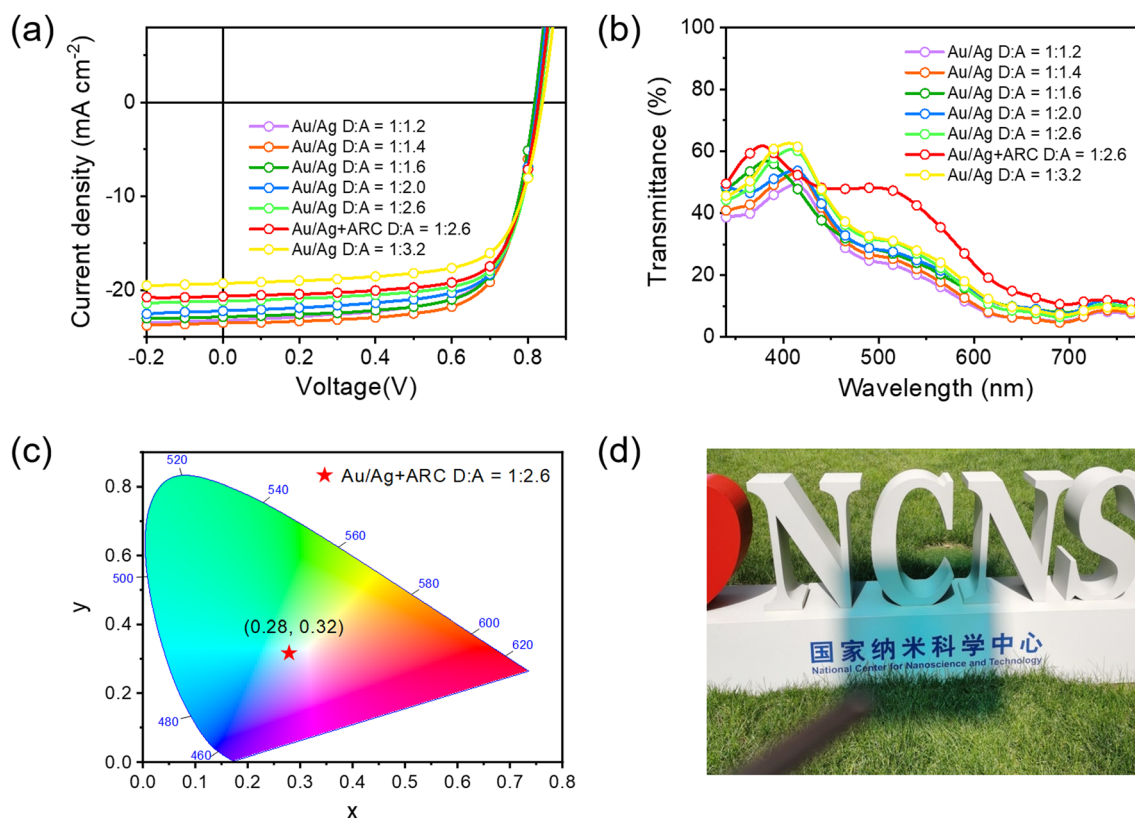 (a)
Current density (mA cm⁻²)
0
-10
-20
-0.2
0.0
0.2
0.4
0.6
0.8
Voltage(V)
Au/Ag D:A = 1:1.2
Au/Ag D:A = 1:1.4
Au/Ag D:A = 1:1.6
Au/Ag D:A = 1:2.0
Au/Ag D:A = 1:2.6
Au/Ag+ARC D:A = 1:2.6
Au/Ag D:A = 1:3.2
(b)
Transmittance (%)
100
80
60
40
20
0
400
500
600
700
Wavelength (nm)
Au/Ag D:A = 1:1.2
Au/Ag D:A = 1:1.4
Au/Ag D:A = 1:1.6
Au/Ag D:A = 1:2.0
Au/Ag D:A = 1:2.6
Au/Ag+ARC D:A = 1:2.6
Au/Ag D:A = 1:3.2
(c)
y
0.8
0.6
0.4
0.2
0.0
0.0
0.1
0.2
0.3
0.4
0.5
0.6
0.7
0.8
x
Au/Ag+ARC D:A = 1:2.6
(0.28, 0.32)
520
540
560
580
600
620
500
480
460
(d)
NCNS
国家纳米科学中心
National Center for Nanoscience and Technology